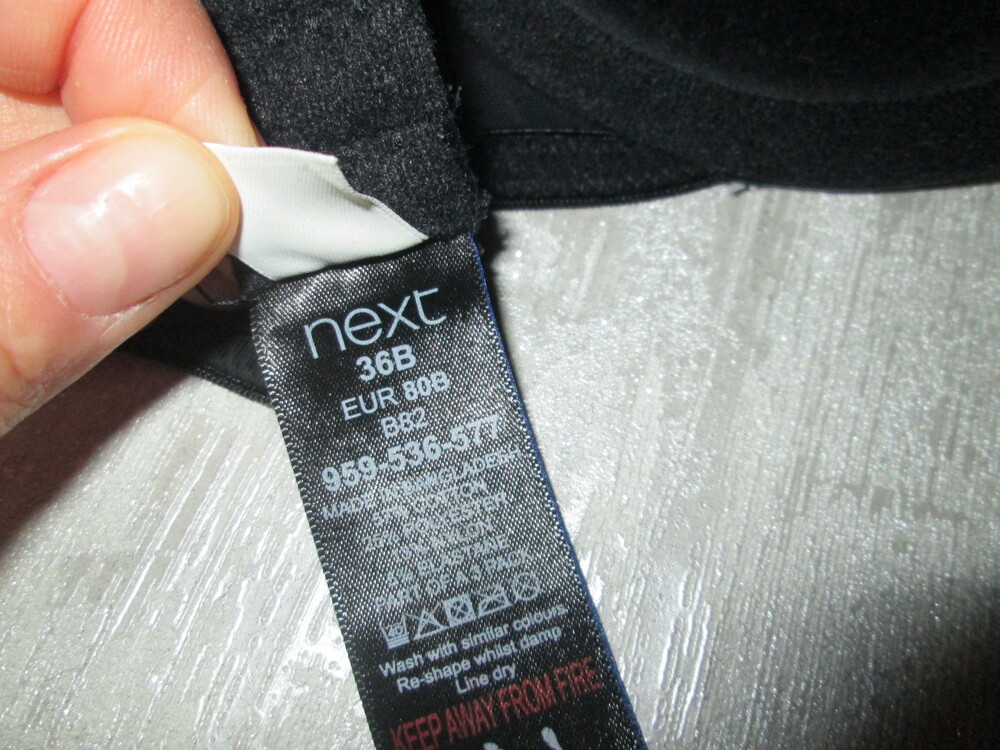 next
36B
EUR 80B
B82
959-536-577
MADE IN BANGLADESH
COTTON
POLYESTER
NYLON
ELASTANE
PART OF A 3 PACK
Wash with similar colours
Re-shape whilst damp
Line dry
KEEP AWAY FROM FIRE